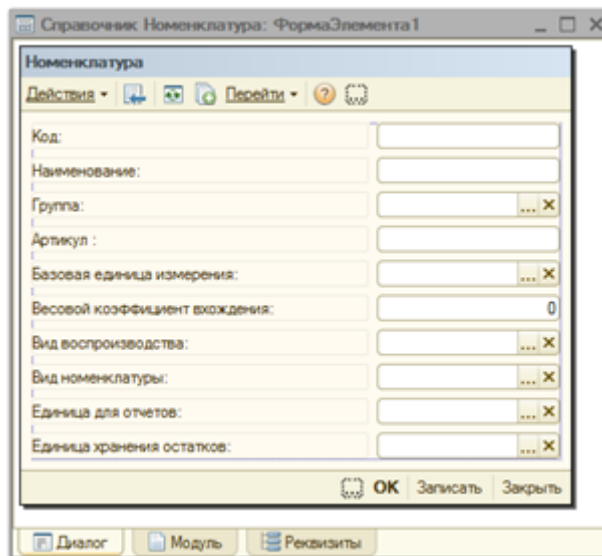 Справочник Номенклатура: ФормаЭлемента1
Номенклатура
Действия Перейти
Код:
Наименование:
Группа: ...
Артикул :
Базовая единица измерения: ...
Весовой коэффициент вхождения: 0
Вид воспроизводства: ...
Вид номенклатуры: ...
Единица для отчетов: ...
Единица хранения остатков: ...
OK Записать Закрыть
Диалог Модуль Реквизиты